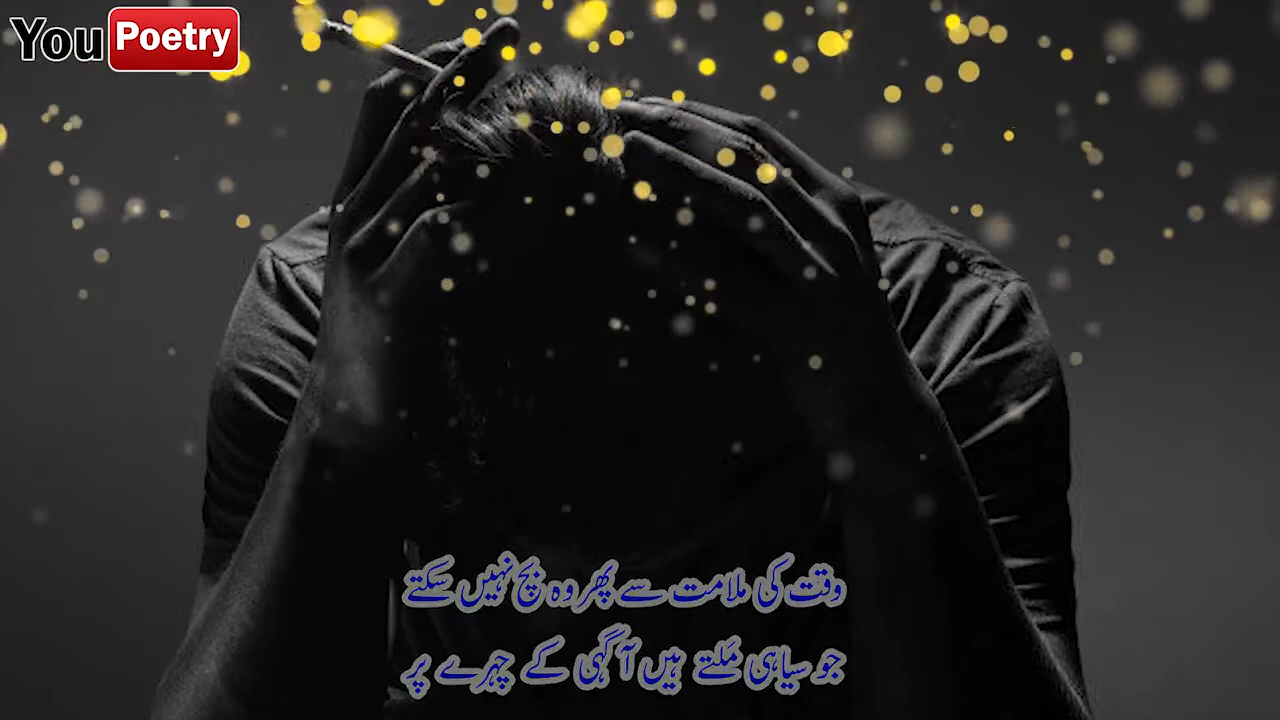 You Poetry
وقت کی ملامت سے پھر وہ بچ نہیں سکتے
جو سیاہی ملتے ہیں آگہی کے چہرے پر